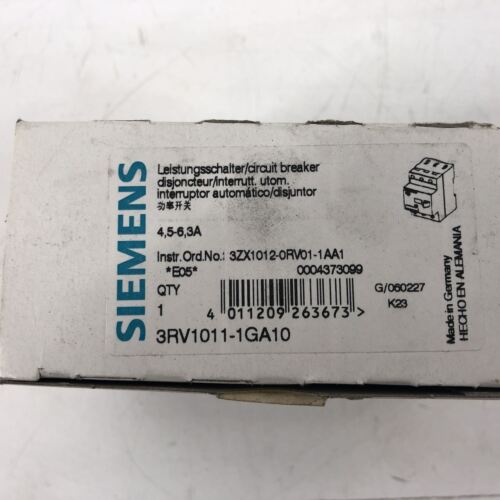 SIEMENS
Leistungsschalter/circuit breaker
disjoncteur/interrutt. utom.
interruptor automático/disjuntor
功率开关
4,5-6,3A
Instr.Ord.No.: 3ZX1012-0RV01-1AA1
*E05* 0004373099
QTY G/060227
1 4 011209 263673 > K23
3RV1011-1GA10
Made in Germany
HECHO EN ALEMANIA